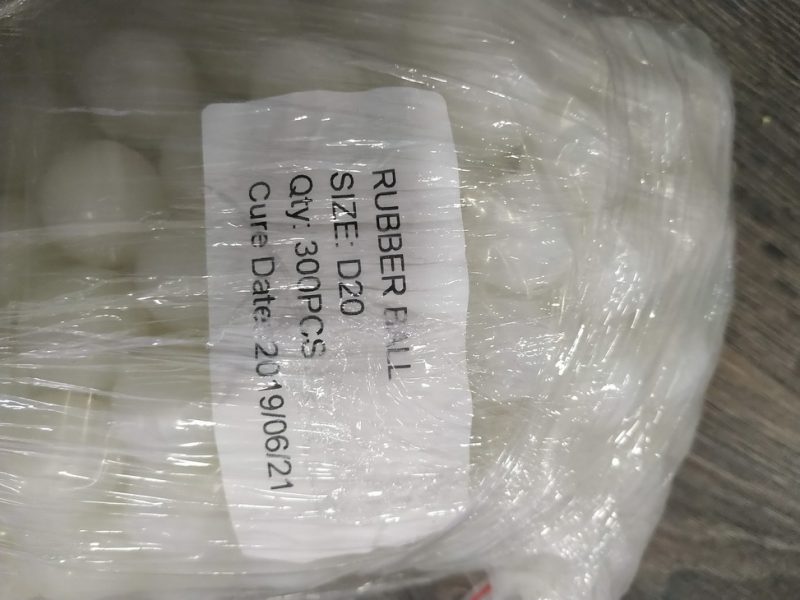 RUBBER BALL
SIZE: D20
Qty: 300PCS
Cure Date: 2019/06/21